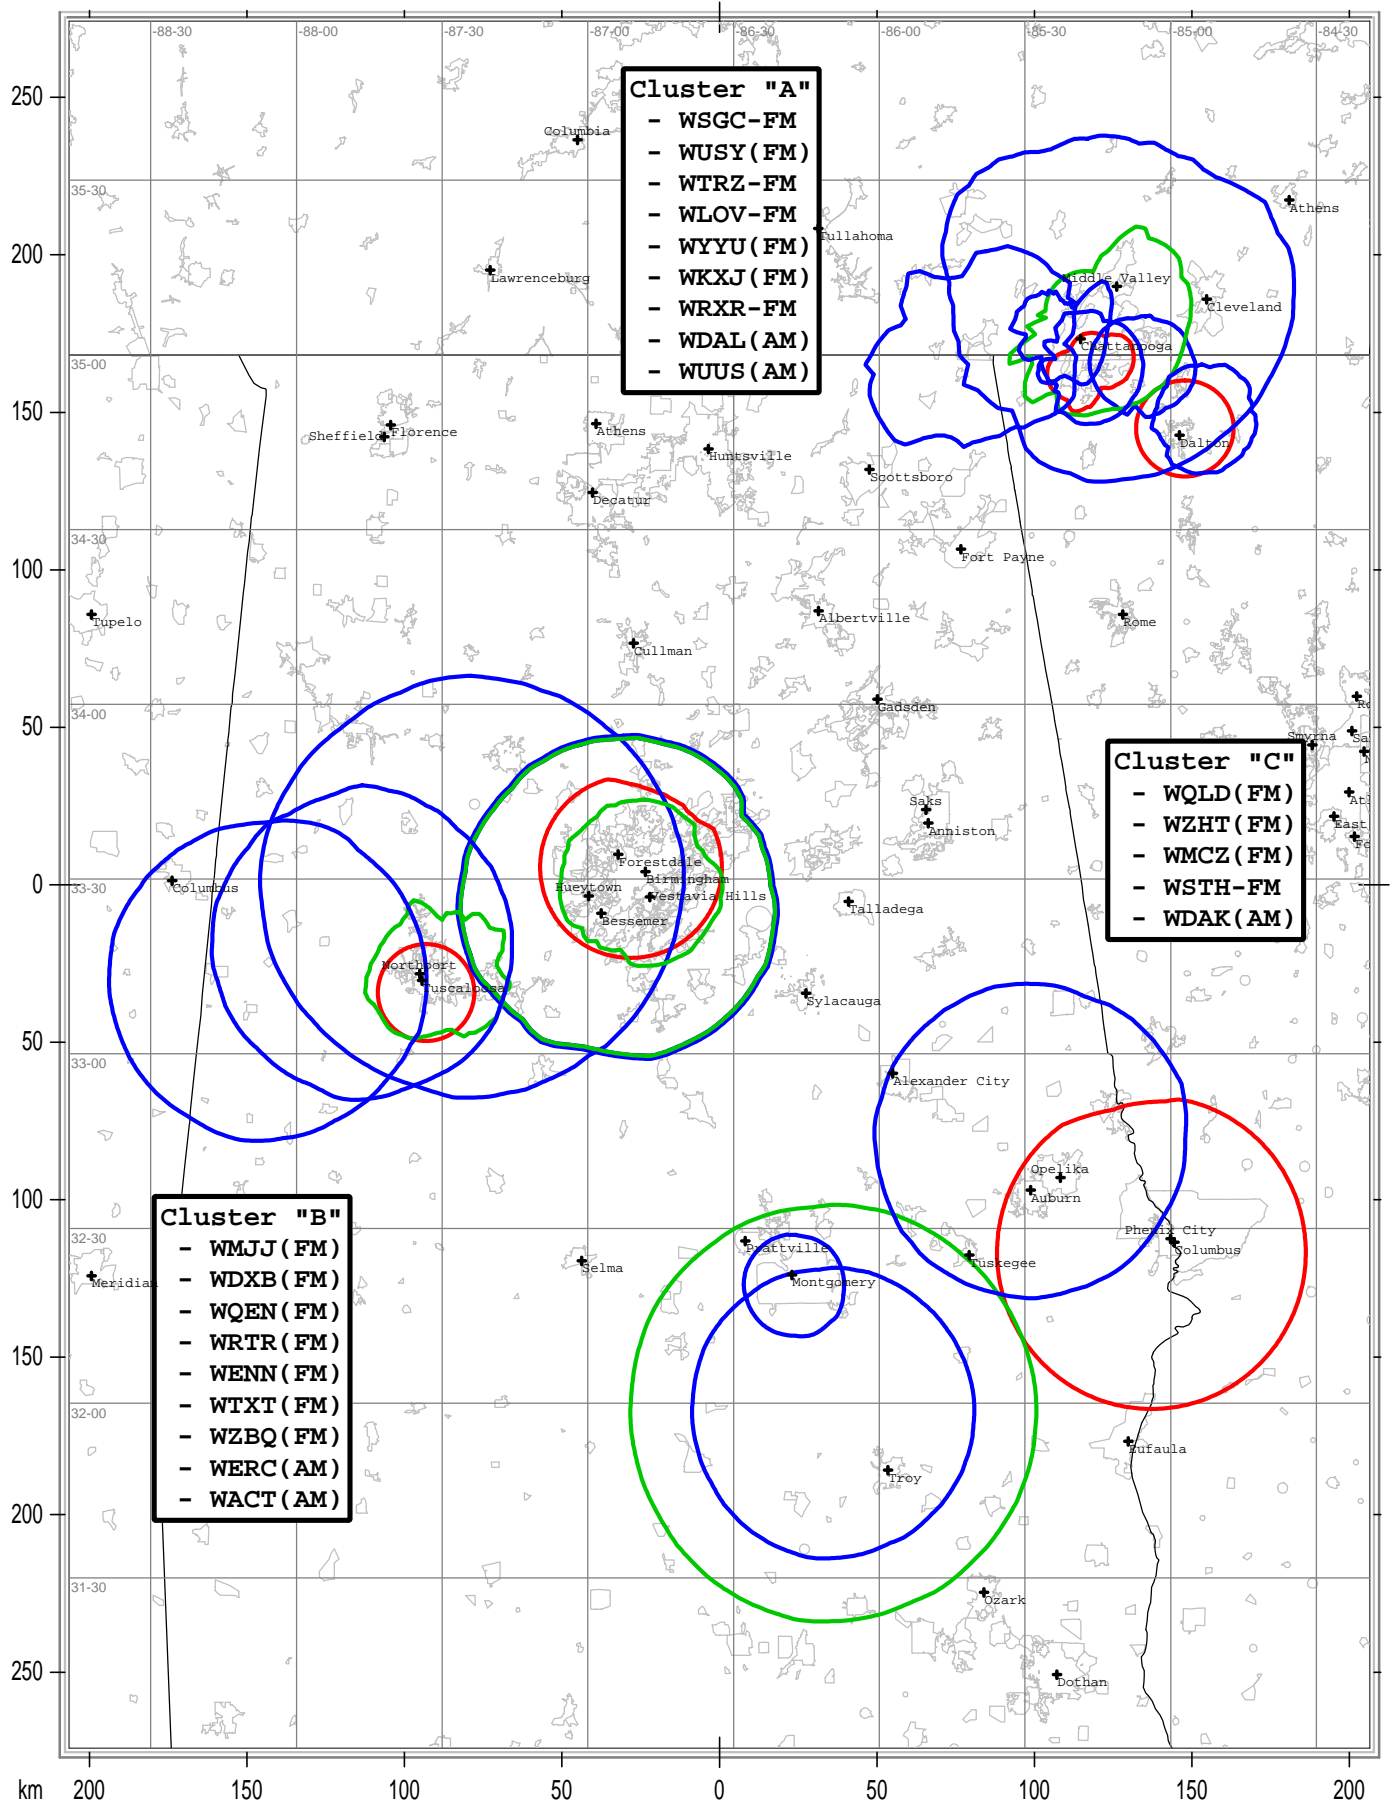 -88-30
-88-00
-87-30
-87-00
-86-30
-86-00
-85-30
-85-00
-84-30
250
Cluster "A"
- WSGC-FM
- WUSY(FM)
- WTRZ-FM
- WLOV-FM
- WYYU(FM)
- WKXJ(FM)
- WRXR-FM
- WDAL(AM)
- WUUS(AM)
Columbia
35-30
Athens
Tullahoma
200
Lawrenceburg
Middle Valley
Cleveland
Chattanooga
35-00
150
Sheffield
Florence
Athens
Huntsville
Dalton
Scottsboro
Decatur
34-30
Fort Payne
100
Tupelo
Albertville
Rome
Cullman
34-00
Gadsden
50
Smyrna
Cluster "C"
- WQLD(FM)
- WZHT(FM)
- WMCZ(FM)
- WSTH-FM
- WDAK(AM)
Saks
Anniston
East
Forestdale
Birmingham
0
33-30
Columbus
Hueytown
Vestavia Hills
Bessemer
Talladega
Northport
Tuscaloosa
Sylacauga
50
33-00
Alexander City
Opelika
Auburn
100
Cluster "B"
- WMJJ(FM)
- WDXB(FM)
- WQEN(FM)
- WRTR(FM)
- WENN(FM)
- WTXT(FM)
- WZBQ(FM)
- WERC(AM)
- WACT(AM)
32-30
Phenix City
Columbus
Prattville
Tuskegee
Selma
Meridian
Montgomery
150
32-00
Eufaula
Troy
200
31-30
Ozark
250
Dothan
km 200 150 100 50 0 50 100 150 200